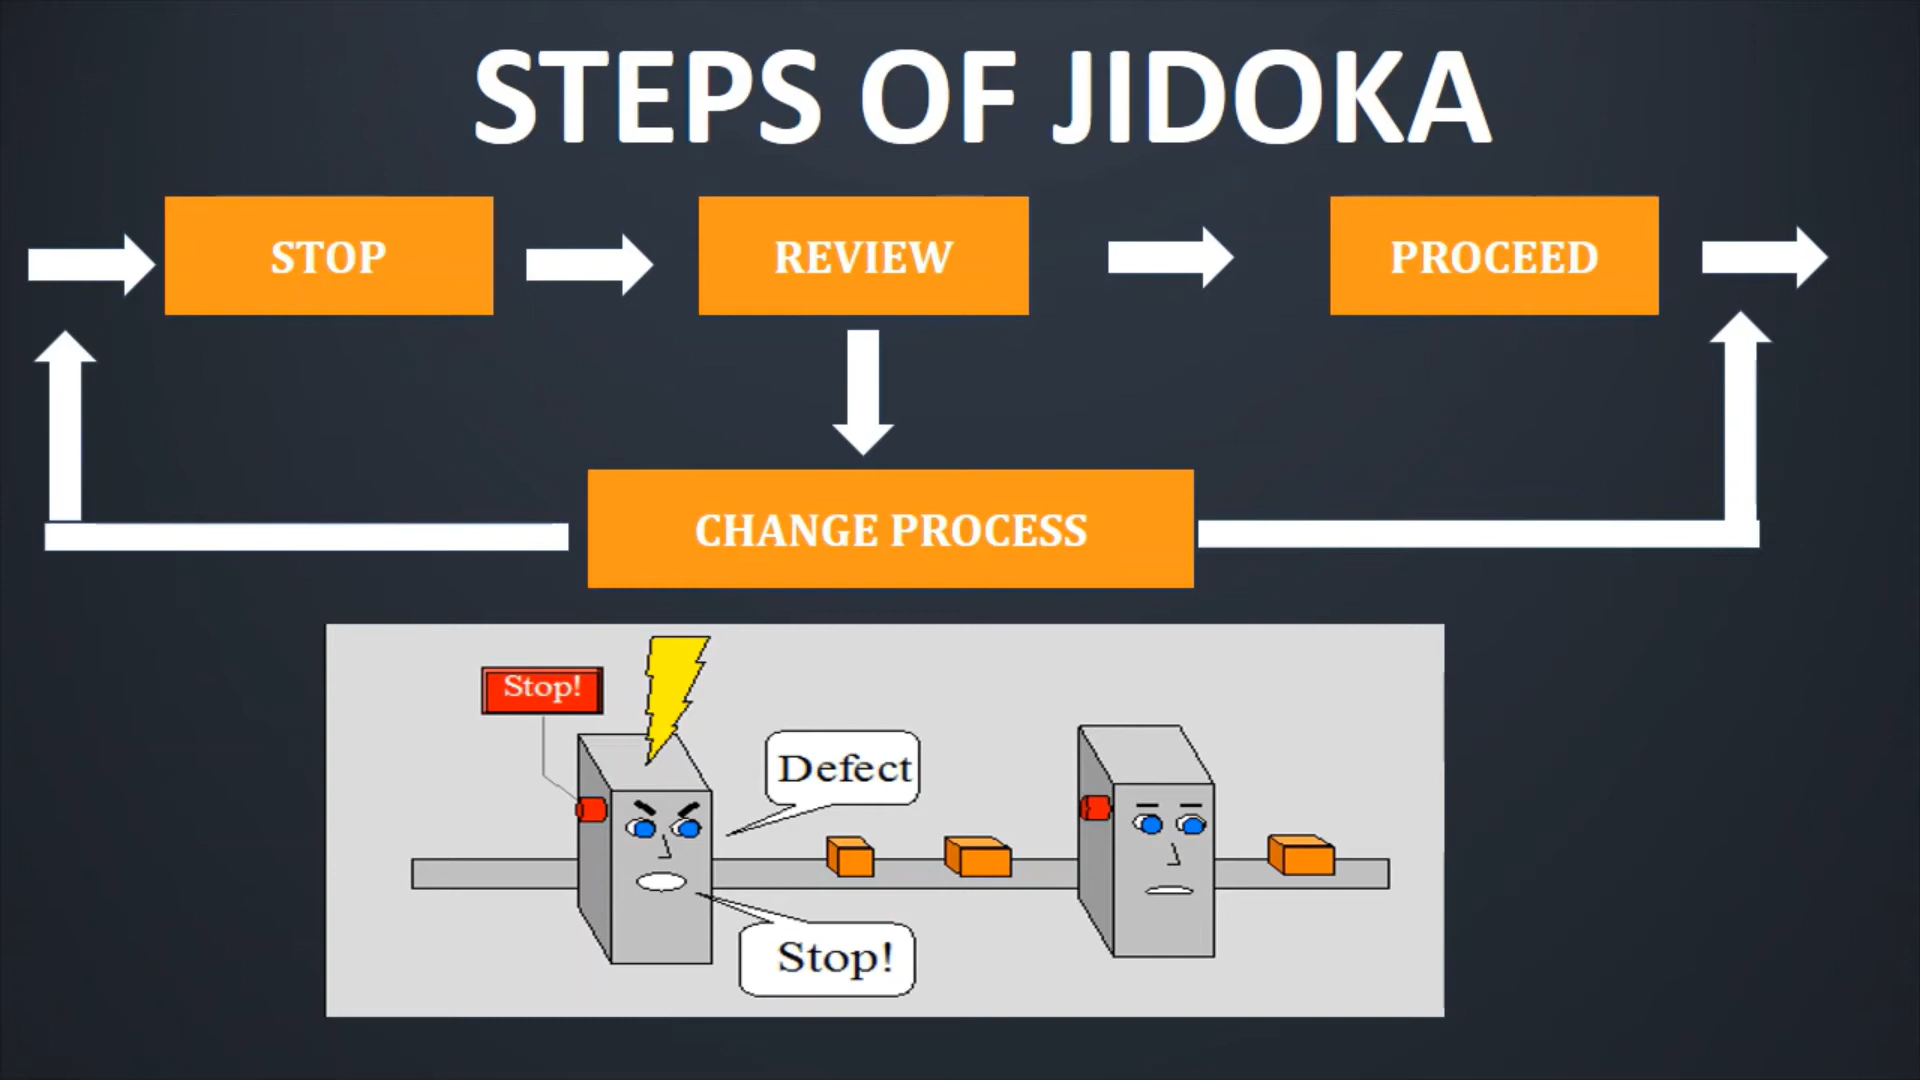 STEPS OF JIDOKA
STOP
REVIEW
PROCEED
CHANGE PROCESS
Stop!
Defect
Stop!